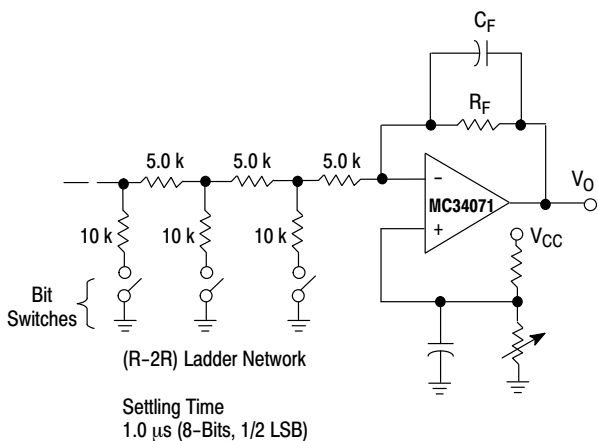 C_F
R_F
5.0 k 5.0 k 5.0 k
−
MC34071
+
V_O
10 k 10 k 10 k
V_CC
Bit
Switches
(R−2R) Ladder Network
Settling Time
1.0 μs (8−Bits, 1/2 LSB)